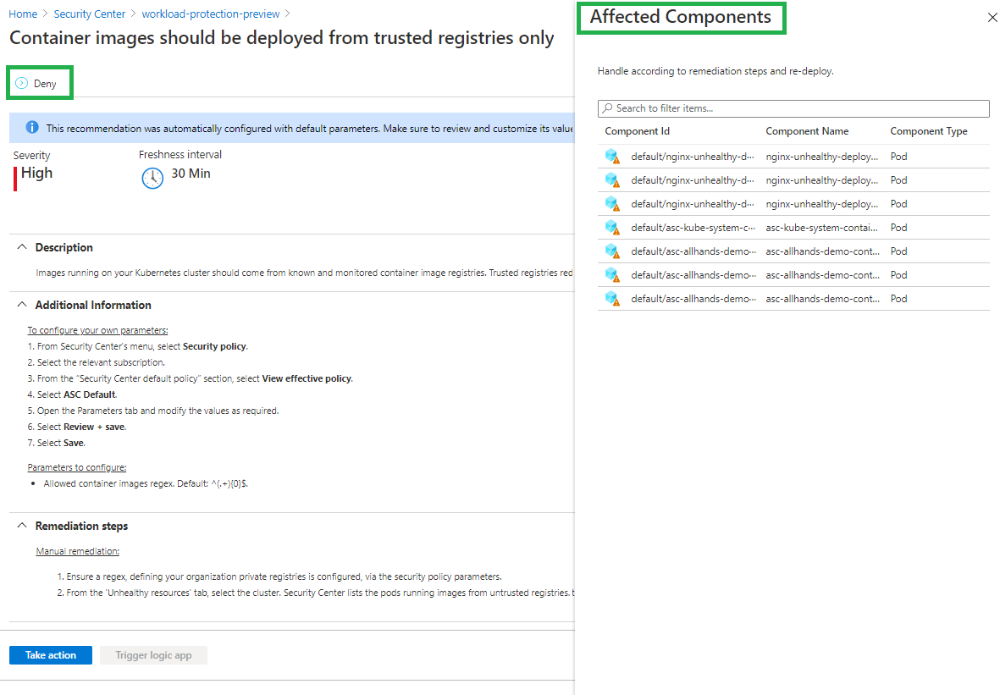 Home > Security Center > workload-protection-preview >
Container images should be deployed from trusted registries only
Deny
This recommendation was automatically configured with default parameters. Make sure to review and customize its value
Severity
High
Freshness interval
30 Min
Description
Images running on your Kubernetes cluster should come from known and monitored container image registries. Trusted registries red
Additional Information
To configure your own parameters:
1. From Security Center's menu, select Security policy.
2. Select the relevant subscription.
3. From the "Security Center default policy" section, select View effective policy.
4. Select ASC Default.
5. Open the Parameters tab and modify the values as required.
6. Select Review + save.
7. Select Save.
Parameters to configure:
• Allowed container images regex. Default: ^(.+){0}$.
Remediation steps
Manual remediation:
1. Ensure a regex, defining your organization private registries is configured, via the security policy parameters.
2. From the 'Unhealthy resources' tab, select the cluster. Security Center lists the pods running images from untrusted registries.
Take action
Trigger logic app
Affected Components
Handle according to remediation steps and re-deploy.
Search to filter items...
Component Id Component Name Component Type
default/nginx-unhealthy-d... nginx-unhealthy-deploy... Pod
default/nginx-unhealthy-d... nginx-unhealthy-deploy... Pod
default/nginx-unhealthy-d... nginx-unhealthy-deploy... Pod
default/asc-kube-system-c... asc-kube-system-contai... Pod
default/asc-allhands-demo... asc-allhands-demo-cont... Pod
default/asc-allhands-demo... asc-allhands-demo-cont... Pod
default/asc-allhands-demo... asc-allhands-demo-cont... Pod